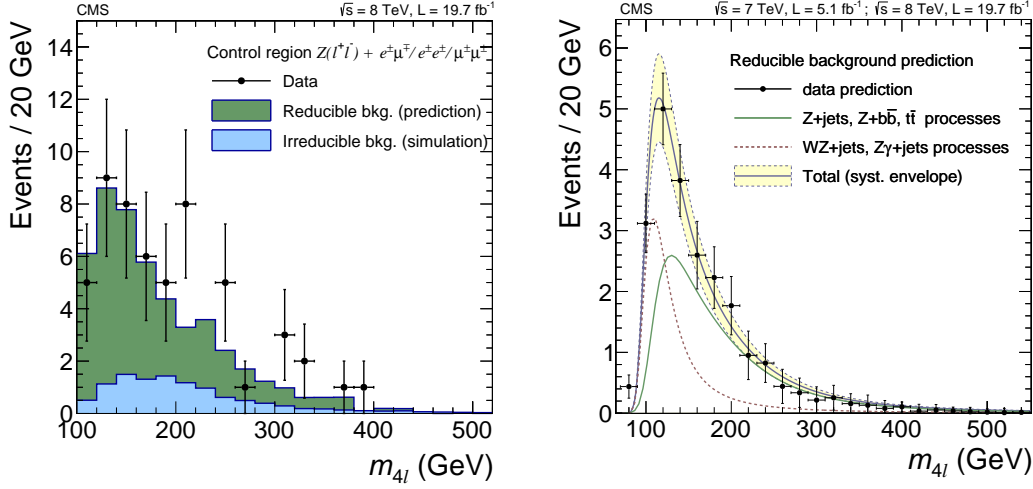 CMS √s = 8 TeV, L = 19.7 fb⁻¹
Control region Z(l⁺l⁻) + e±μ∓/e±e±/μ±μ±
Data
Reducible bkg. (prediction)
Irreducible bkg. (simulation)
Events / 20 GeV
14
12
10
8
6
4
2
0
100 200 300 400 500
m4l (GeV)
CMS √s = 7 TeV, L = 5.1 fb⁻¹ ; √s = 8 TeV, L = 19.7 fb⁻¹
Reducible background prediction
data prediction
Z+jets, Z+bb̄, tt̄ processes
WZ+jets, Zγ+jets processes
Total (syst. envelope)
Events / 20 GeV
6
5
4
3
2
1
0
100 200 300 400 500
m4l (GeV)